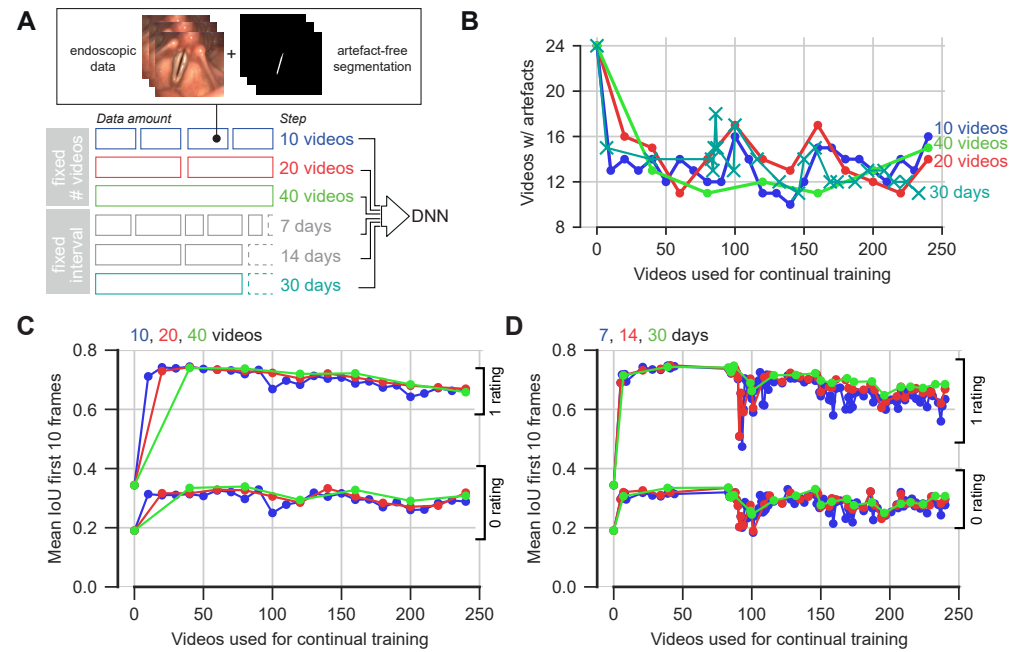 A
endoscopic
data
+
artefact-free
segmentation
Data amount
Step
fixed
# videos
10 videos
20 videos
40 videos
fixed
interval
7 days
14 days
30 days
DNN
B
Videos w/ artefacts
24
20
16
12
8
0
50
100
150
200
250
Videos used for continual training
10 videos
40 videos
20 videos
30 days
C
10, 20, 40 videos
Mean IoU first 10 frames
0.8
0.6
0.4
0.2
0.0
0
50
100
150
200
250
Videos used for continual training
1 rating
0 rating
D
7, 14, 30 days
Mean IoU first 10 frames
0.8
0.6
0.4
0.2
0.0
0
50
100
150
200
250
Videos used for continual training
1 rating
0 rating